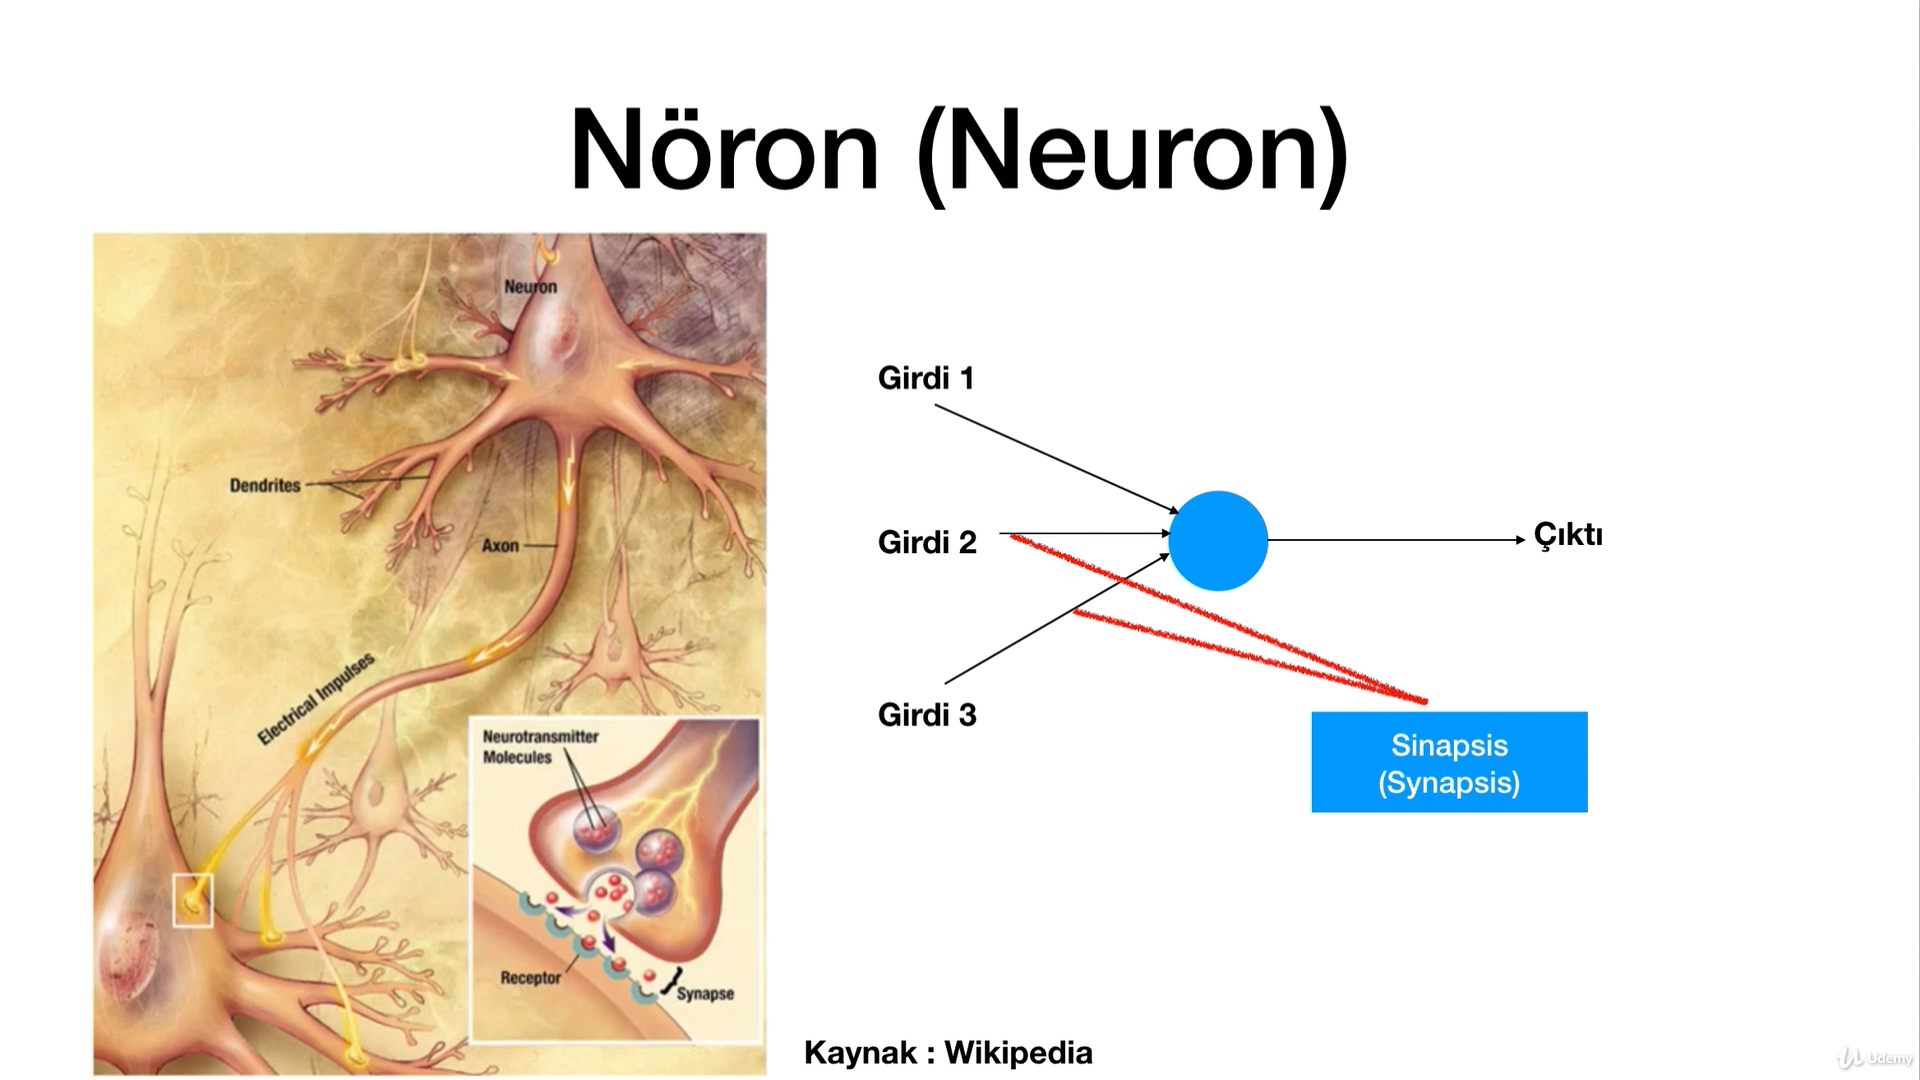 Nöron (Neuron)
Neuron
Dendrites
Axon
Electrical Impulses
Neurotransmitter
Molecules
Receptor
Synapse
Girdi 1
Girdi 2
Girdi 3
Çıktı
Sinapsis
(Synapsis)
Kaynak : Wikipedia
Udemy